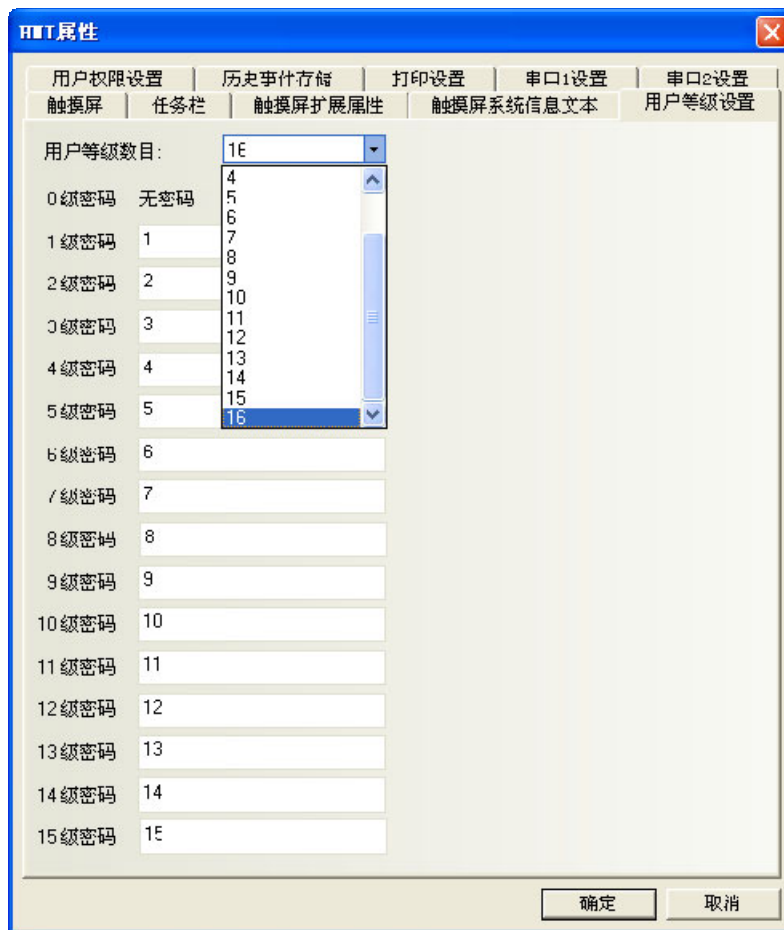 HMT属性
用户权限设置 历史事件存储 打印设置 串口1设置 串口2设置
触摸屏 任务栏 触摸屏扩展属性 触摸屏系统信息文本 用户等级设置
用户等级数目: 16
4
5
6
7
8
9
10
11
12
13
14
15
16
0级密码 无密码
1级密码 1
2级密码 2
3级密码 3
4级密码 4
5级密码 5
6级密码 6
7级密码 7
8级密码 8
9级密码 9
10级密码 10
11级密码 11
12级密码 12
13级密码 13
14级密码 14
15级密码 15
确定 取消